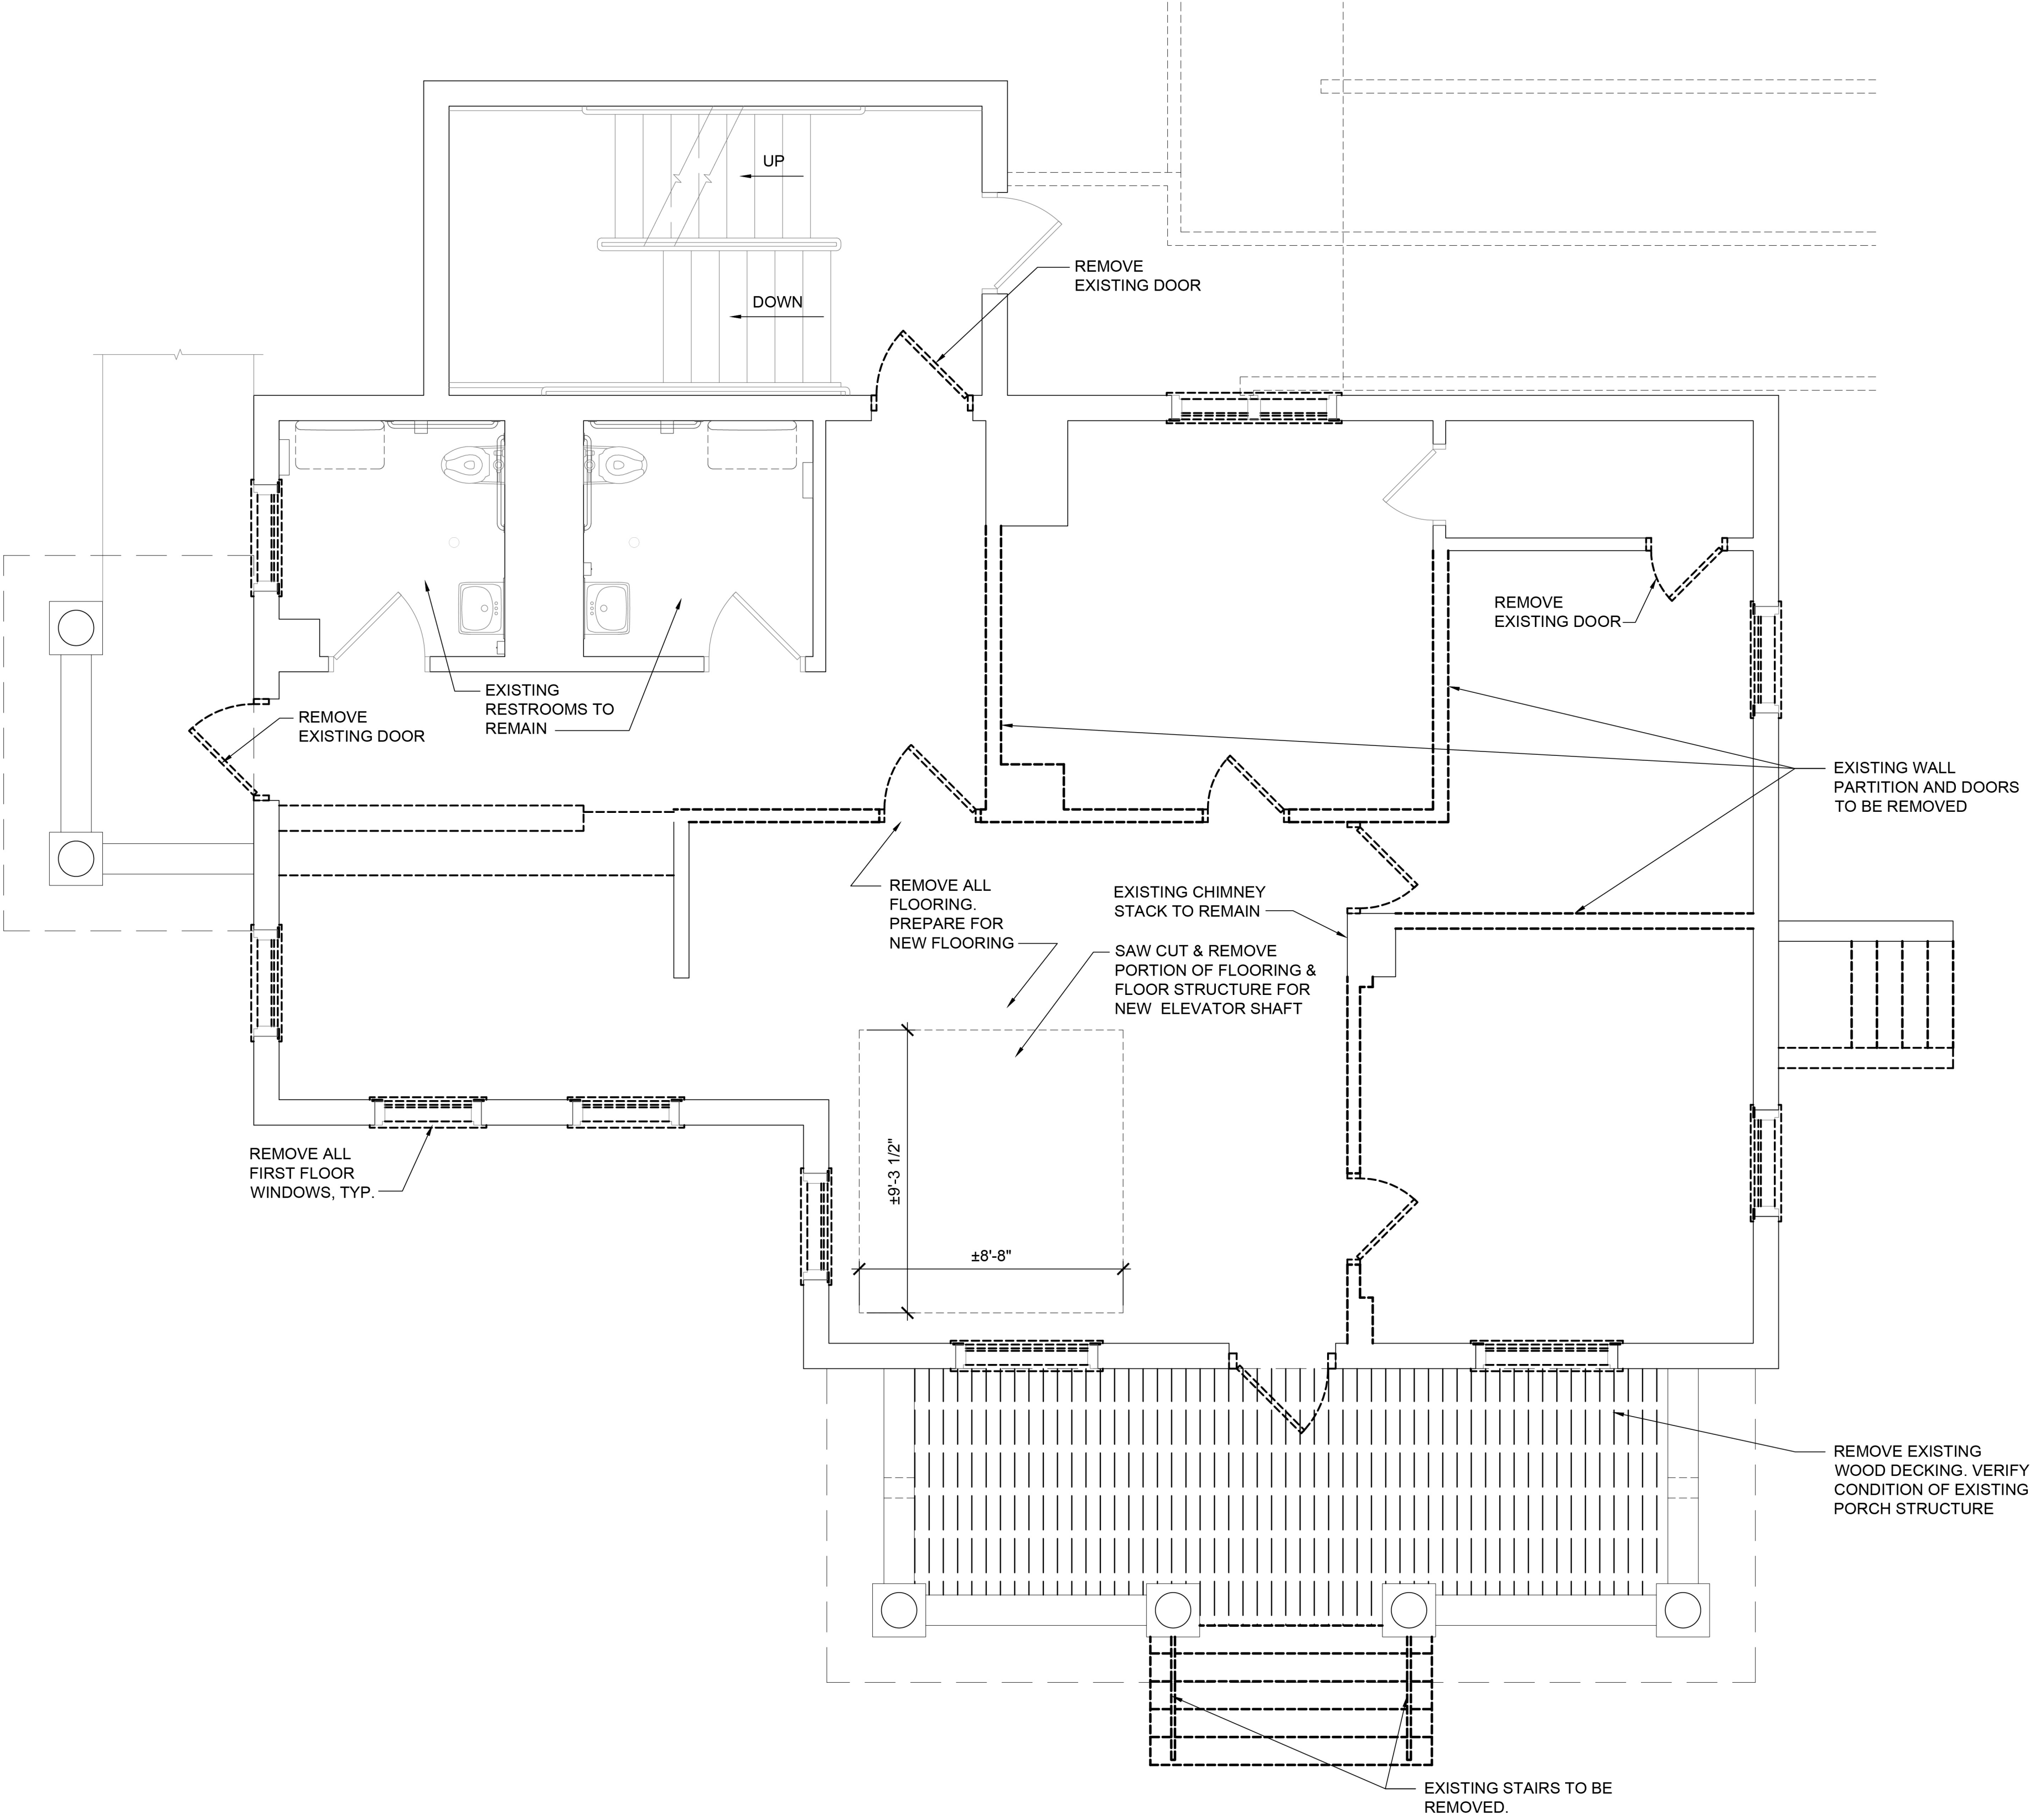 UP
DOWN
REMOVE
EXISTING DOOR
REMOVE
EXISTING DOOR
EXISTING
RESTROOMS TO
REMAIN
REMOVE
EXISTING DOOR
EXISTING WALL
PARTITION AND DOORS
TO BE REMOVED
REMOVE ALL
FLOORING.
PREPARE FOR
NEW FLOORING
EXISTING CHIMNEY
STACK TO REMAIN
SAW CUT & REMOVE
PORTION OF FLOORING &
FLOOR STRUCTURE FOR
NEW ELEVATOR SHAFT
±9'-3 1/2"
±8'-8"
REMOVE ALL
FIRST FLOOR
WINDOWS, TYP.
REMOVE EXISTING
WOOD DECKING. VERIFY
CONDITION OF EXISTING
PORCH STRUCTURE
EXISTING STAIRS TO BE
REMOVED.